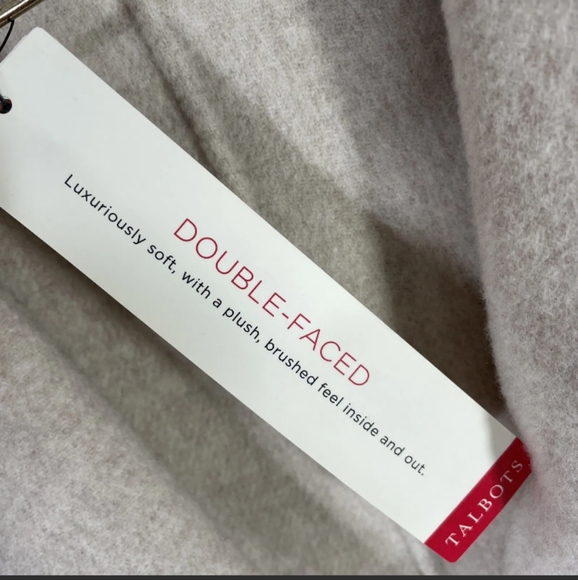 DOUBLE-FACED
Luxuriously soft, with a plush, brushed feel inside and out.
TALBOTS